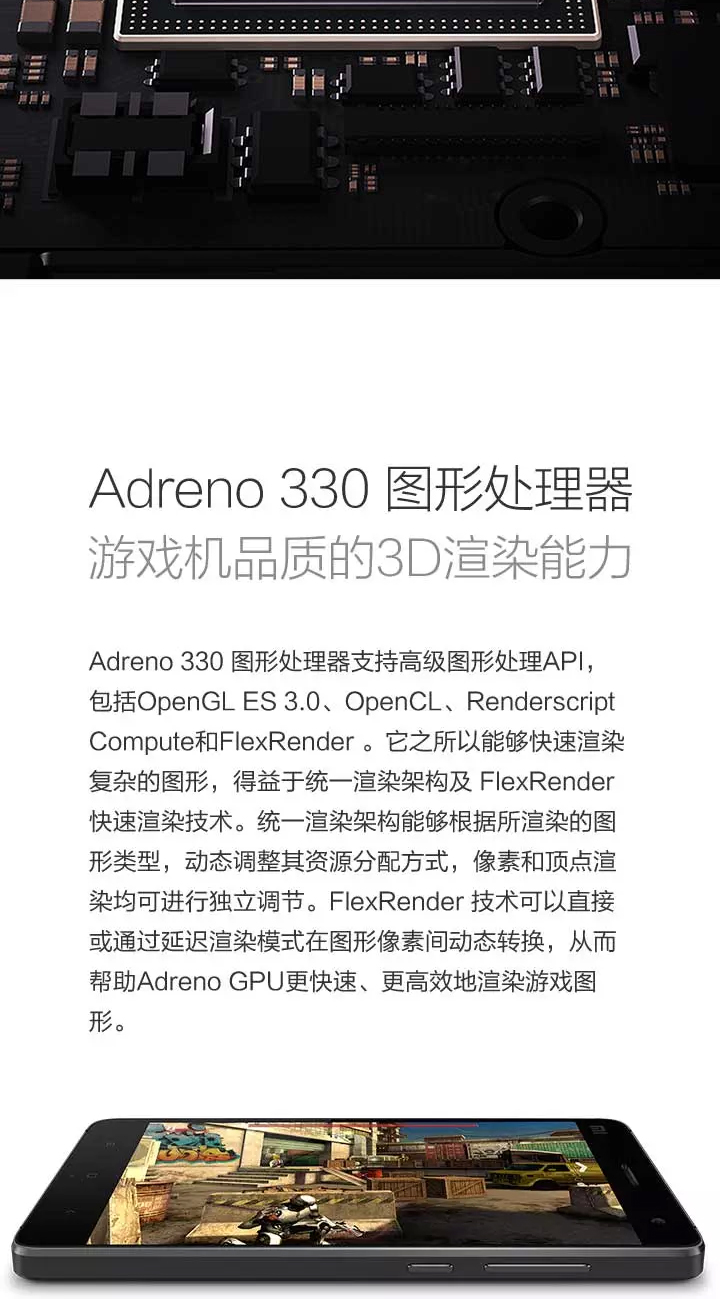 Adreno 330 图形处理器
游戏机品质的3D渲染能力
Adreno 330 图形处理器支持高级图形处理API，
包括OpenGL ES 3.0、OpenCL、Renderscript
Compute和FlexRender 。它之所以能够快速渲染
复杂的图形，得益于统一渲染架构及 FlexRender
快速渲染技术。统一渲染架构能够根据所渲染的图
形类型，动态调整其资源分配方式，像素和顶点渲
染均可进行独立调节。FlexRender 技术可以直接
或通过延迟渲染模式在图形像素间动态转换，从而
帮助Adreno GPU更快速、更高效地渲染游戏图
形。